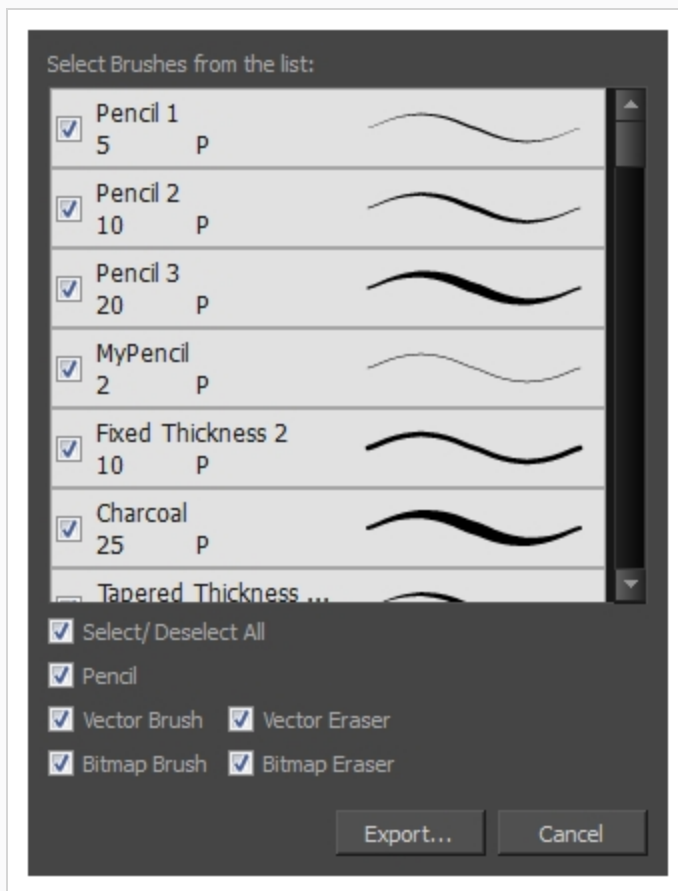 Select Brushes from the list:
Pencil 1
5 P
Pencil 2
10 P
Pencil 3
20 P
MyPencil
2 P
Fixed Thickness 2
10 P
Charcoal
25 P
Tapered Thickness ...
Select/ Deselect All
Pencil
Vector Brush Vector Eraser
Bitmap Brush Bitmap Eraser
Export... Cancel